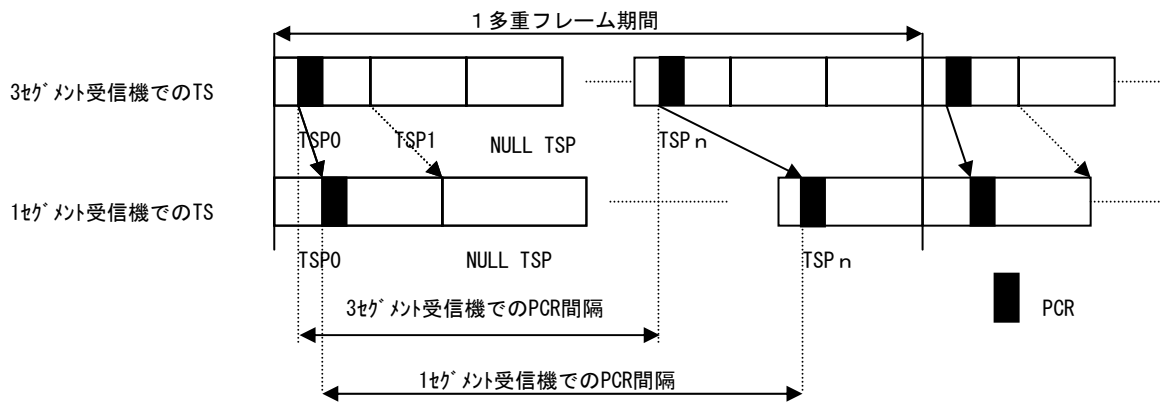 １多重フレーム期間
3ｾｸﾞﾒﾝﾄ受信機でのTS
TSP0 TSP1 NULL TSP TSPｎ
1ｾｸﾞﾒﾝﾄ受信機でのTS
TSP0 NULL TSP TSPｎ
3ｾｸﾞﾒﾝﾄ受信機でのPCR間隔
PCR
1ｾｸﾞﾒﾝﾄ受信機でのPCR間隔